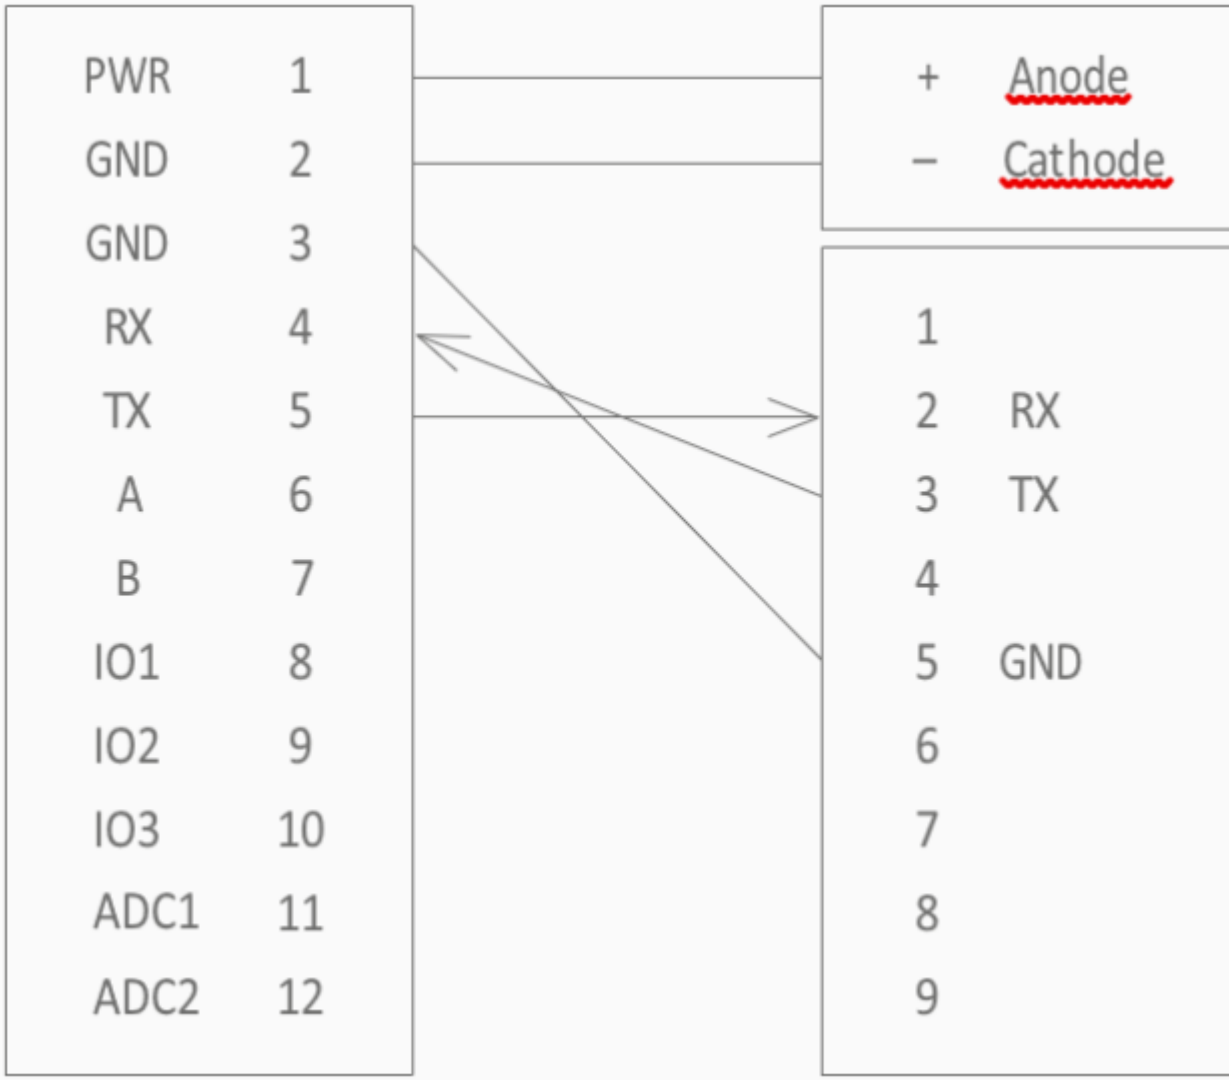 PWR 1
GND 2
GND 3
RX 4
TX 5
A 6
B 7
IO1 8
IO2 9
IO3 10
ADC1 11
ADC2 12
+ Anode
– Cathode
1
2 RX
3 TX
4
5 GND
6
7
8
9